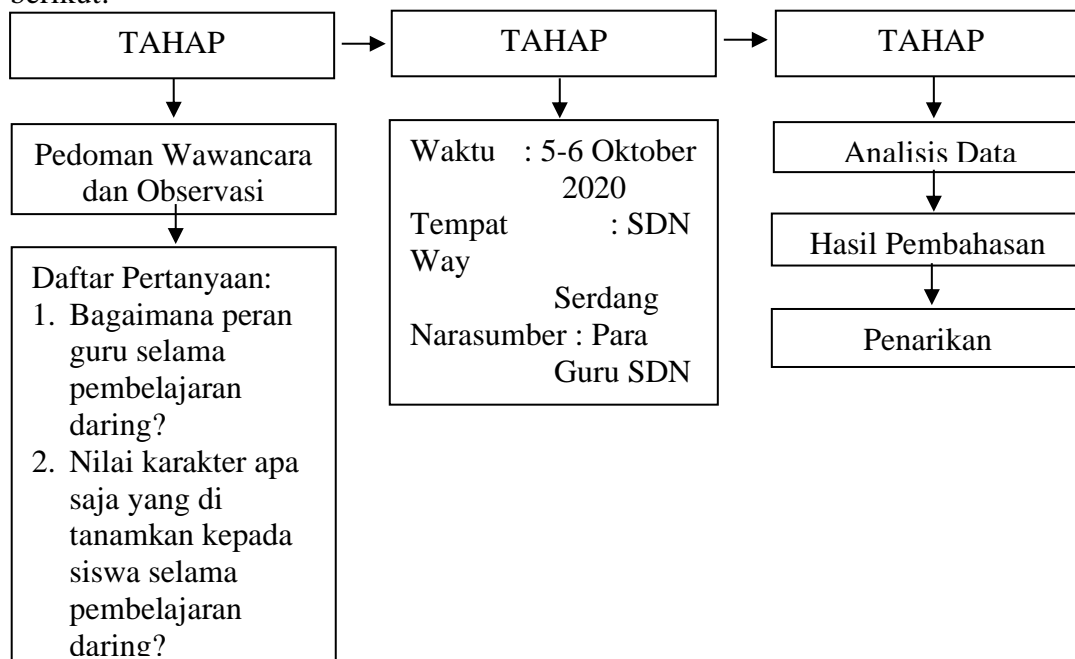 berikut:
TAHAP
TAHAP
TAHAP
Pedoman Wawancara
dan Observasi
Daftar Pertanyaan:
1. Bagaimana peran
guru selama
pembelajaran
daring?
2. Nilai karakter apa
saja yang di
tanamkan kepada
siswa selama
pembelajaran
daring?
Waktu : 5-6 Oktober
2020
Tempat : SDN
Way
Serdang
Narasumber : Para
Guru SDN
Analisis Data
Hasil Pembahasan
Penarikan